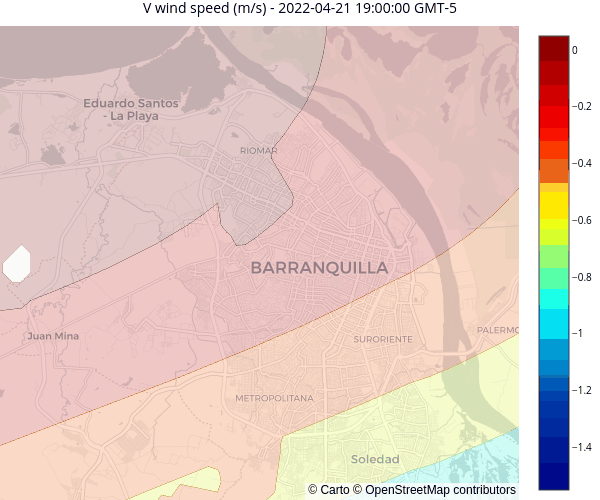 V wind speed (m/s) - 2022-04-21 19:00:00 GMT-5
Eduardo Santos
- La Playa
RIOMAR
BARRANQUILLA
Juan Mina
SURORIENTE
PALERMO
METROPOLITANA
Soledad
© Carto © OpenStreetMap contributors
0
−0.2
−0.4
−0.6
−0.8
−1
−1.2
−1.4